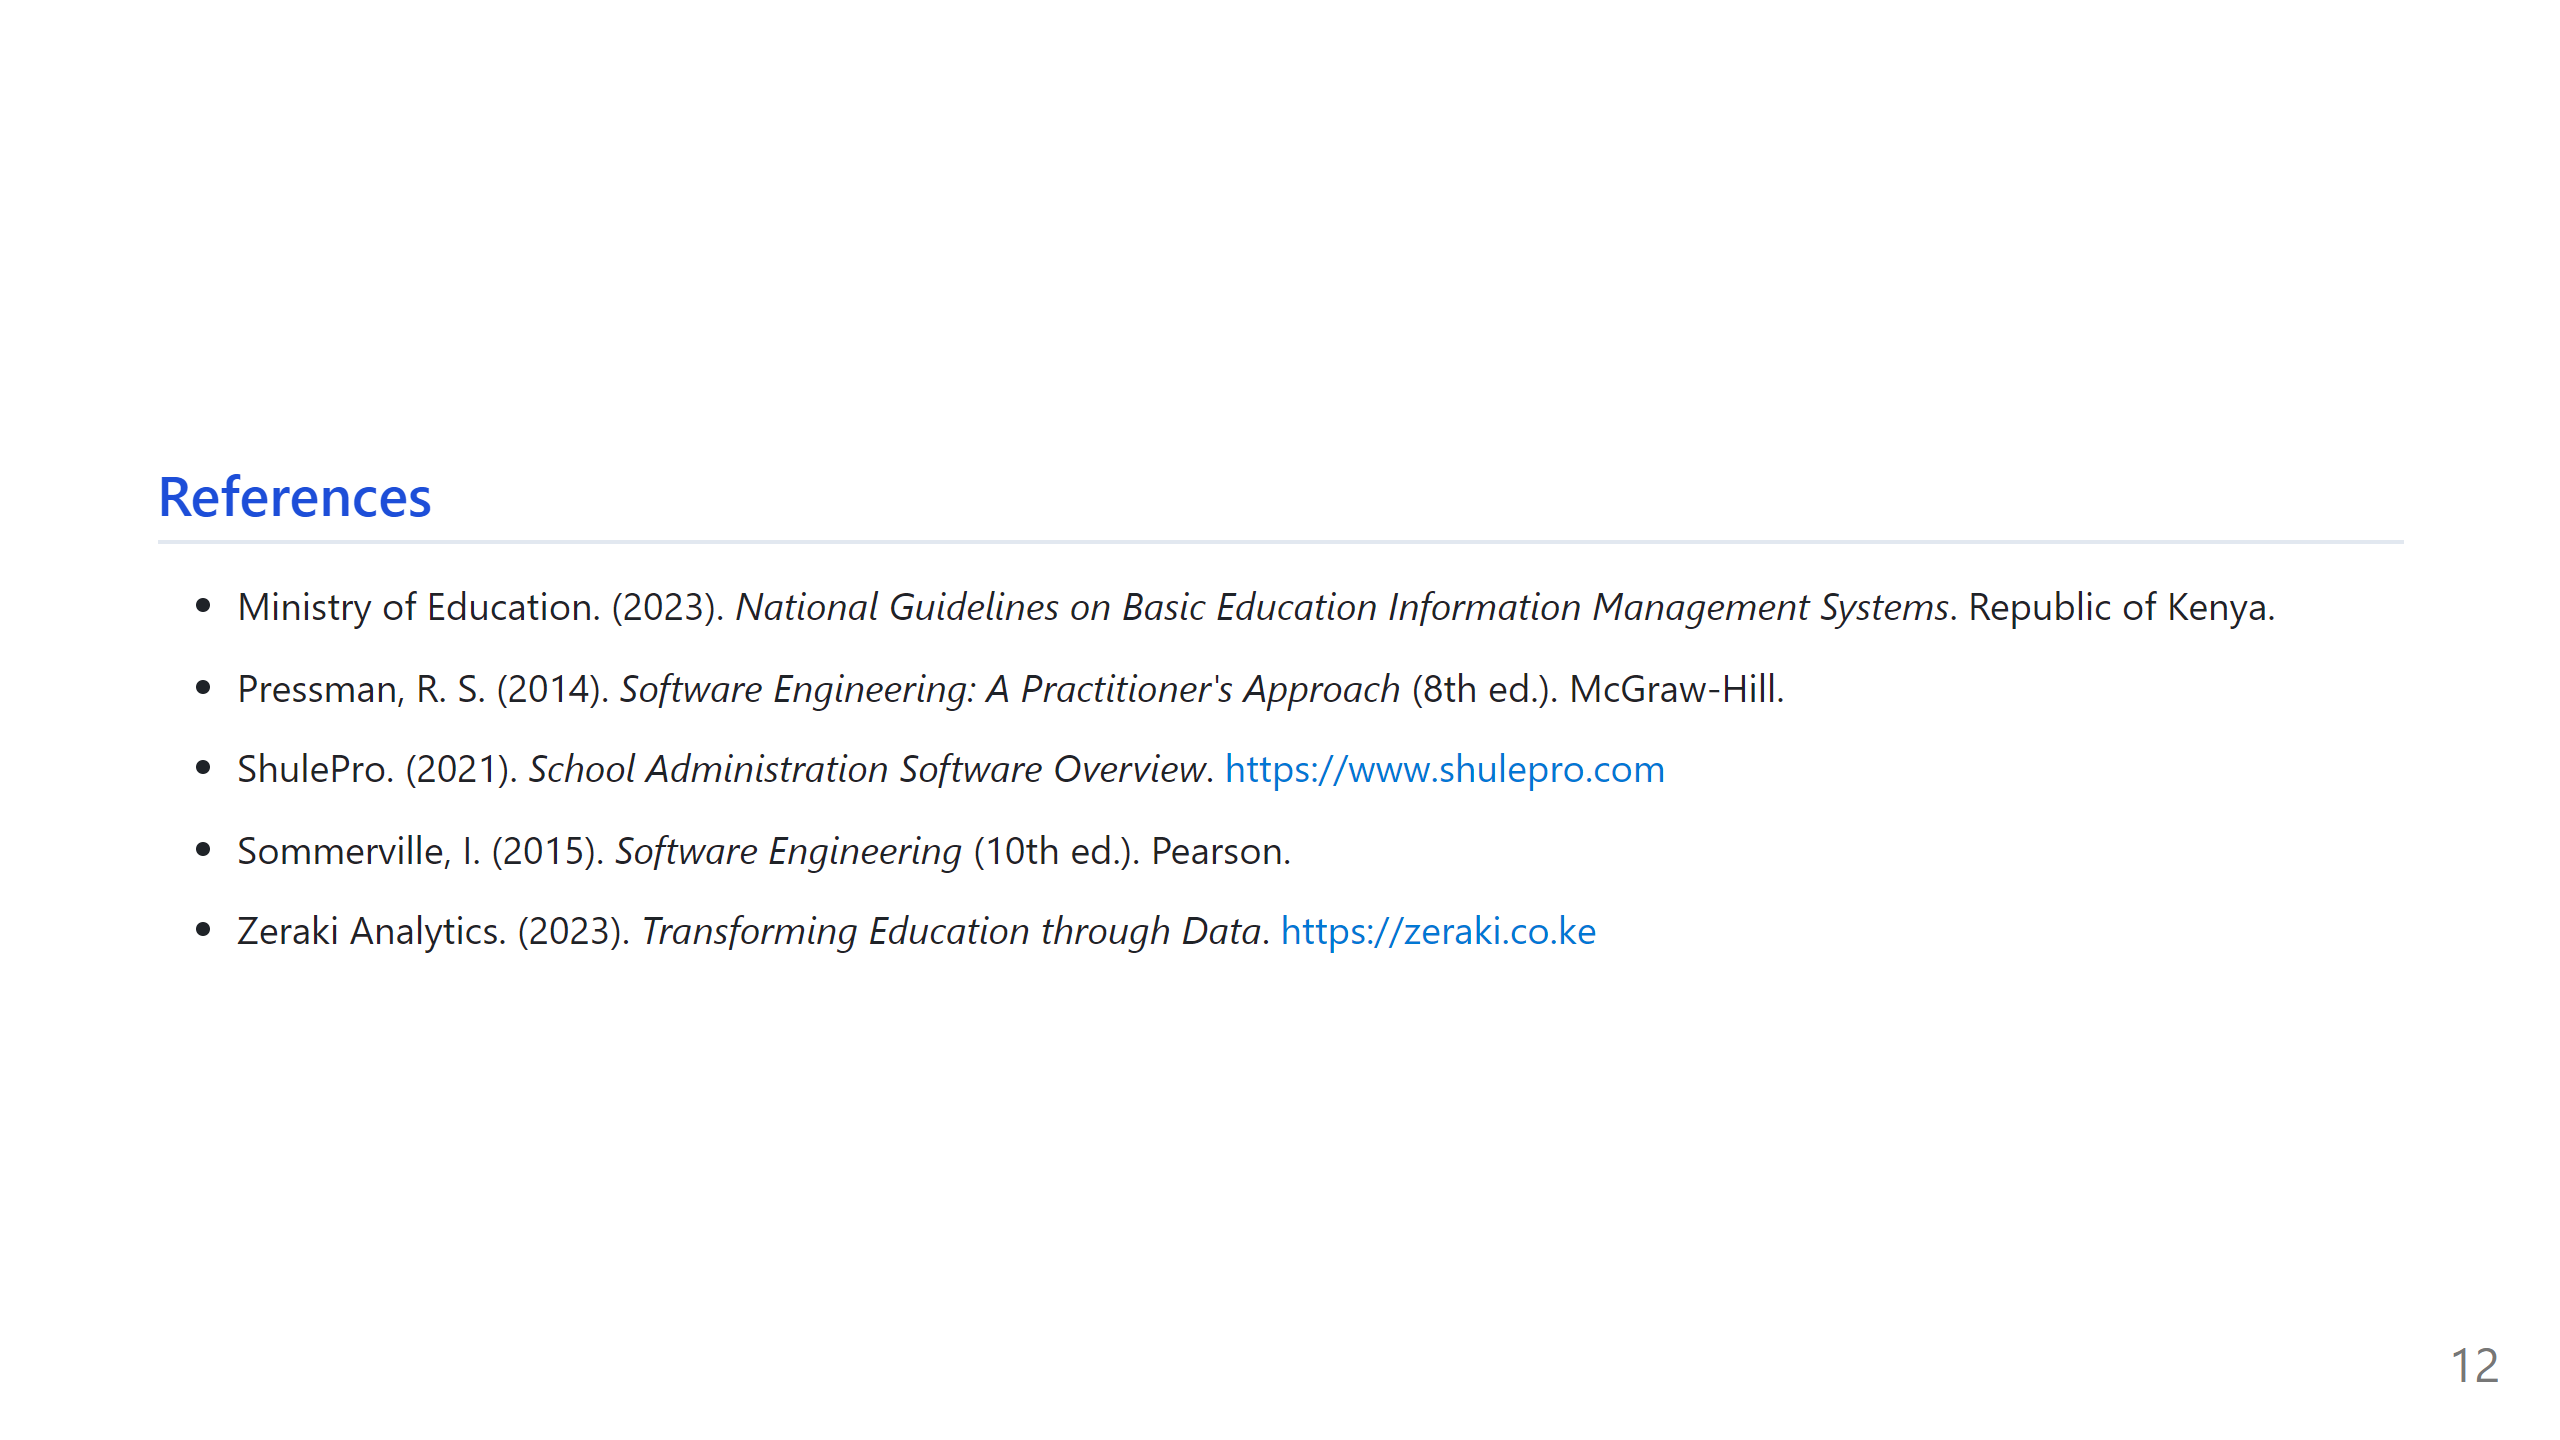 References
• Ministry of Education. (2023). National Guidelines on Basic Education Information Management Systems. Republic of Kenya.
• Pressman, R. S. (2014). Software Engineering: A Practitioner's Approach (8th ed.). McGraw-Hill.
• ShulePro. (2021). School Administration Software Overview. https://www.shulepro.com
• Sommerville, I. (2015). Software Engineering (10th ed.). Pearson.
• Zeraki Analytics. (2023). Transforming Education through Data. https://zeraki.co.ke
12